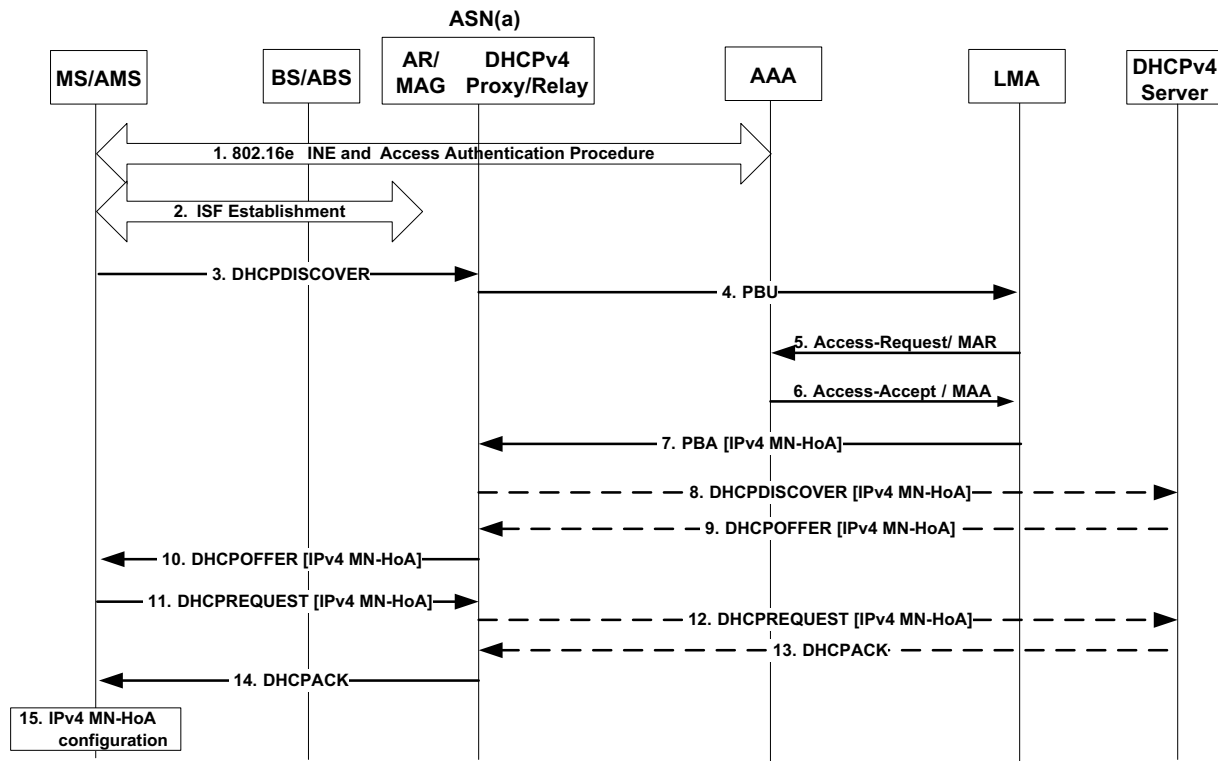 ASN(a)
MS/AMS
BS/ABS
AR/ DHCPv4
MAG Proxy/Relay
AAA
LMA
DHCPv4
Server
1. 802.16e INE and Access Authentication Procedure
2. ISF Establishment
3. DHCPDISCOVER
4. PBU
5. Access-Request/ MAR
6. Access-Accept / MAA
7. PBA [IPv4 MN-HoA]
8. DHCPDISCOVER [IPv4 MN-HoA]
9. DHCPOFFER [IPv4 MN-HoA]
10. DHCPOFFER [IPv4 MN-HoA]
11. DHCPREQUEST [IPv4 MN-HoA]
12. DHCPREQUEST [IPv4 MN-HoA]
13. DHCPACK
14. DHCPACK
15. IPv4 MN-HoA
configuration